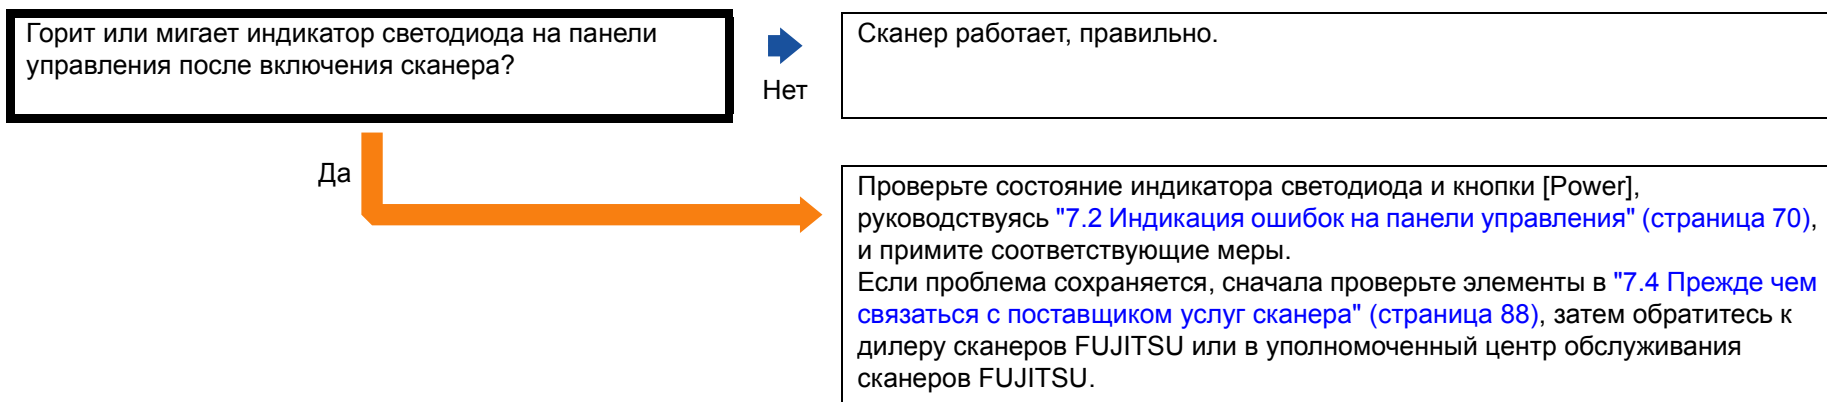 Горит или мигает индикатор светодиода на панели
управления после включения сканера?
Нет
Сканер работает, правильно.
Да
Проверьте состояние индикатора светодиода и кнопки [Power],
руководствуясь "7.2 Индикация ошибок на панели управления" (страница 70),
и примите соответствующие меры.
Если проблема сохраняется, сначала проверьте элементы в "7.4 Прежде чем
связаться с поставщиком услуг сканера" (страница 88), затем обратитесь к
дилеру сканеров FUJITSU или в уполномоченный центр обслуживания
сканеров FUJITSU.